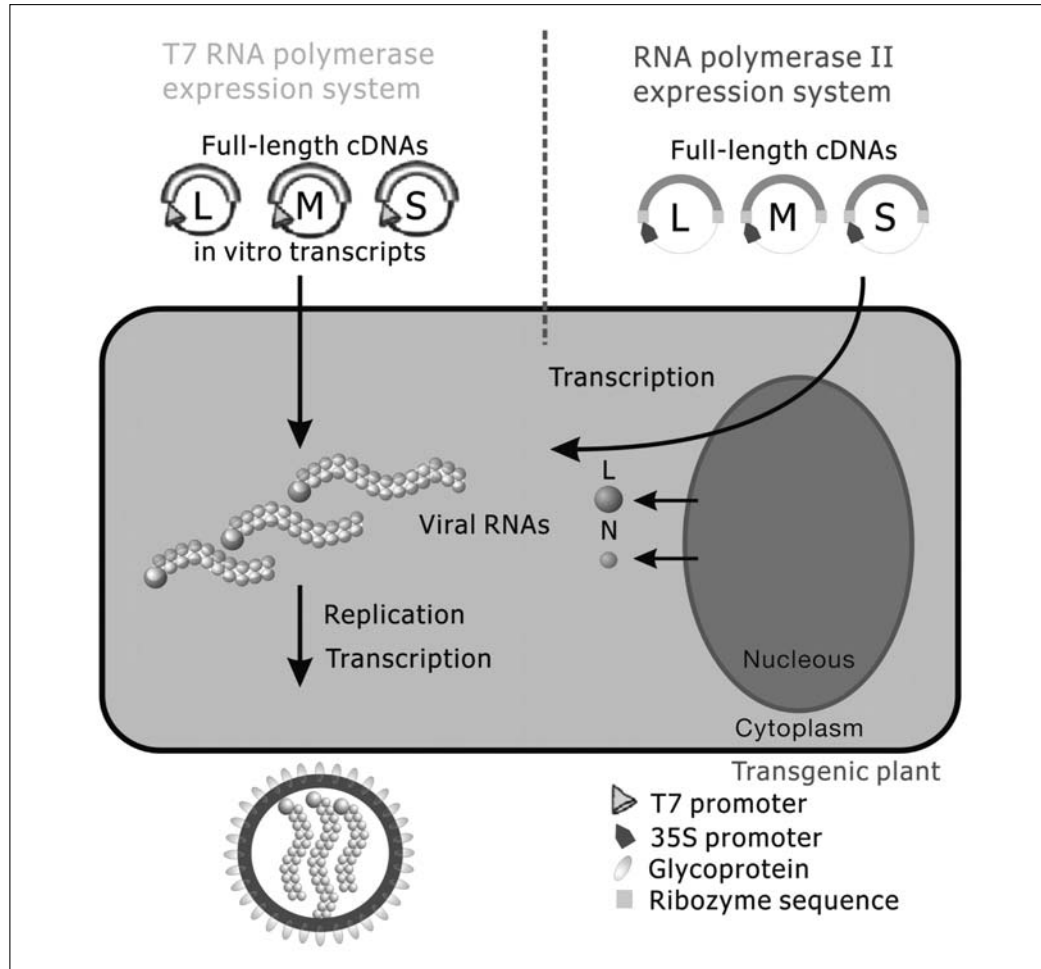 T7 RNA polymerase
expression system
Full-length cDNAs
L M S
in vitro transcripts
RNA polymerase II
expression system
Full-length cDNAs
L M S
Transcription
L
N
Viral RNAs
Replication
Transcription
Nucleous
Cytoplasm
Transgenic plant
T7 promoter
35S promoter
Glycoprotein
Ribozyme sequence